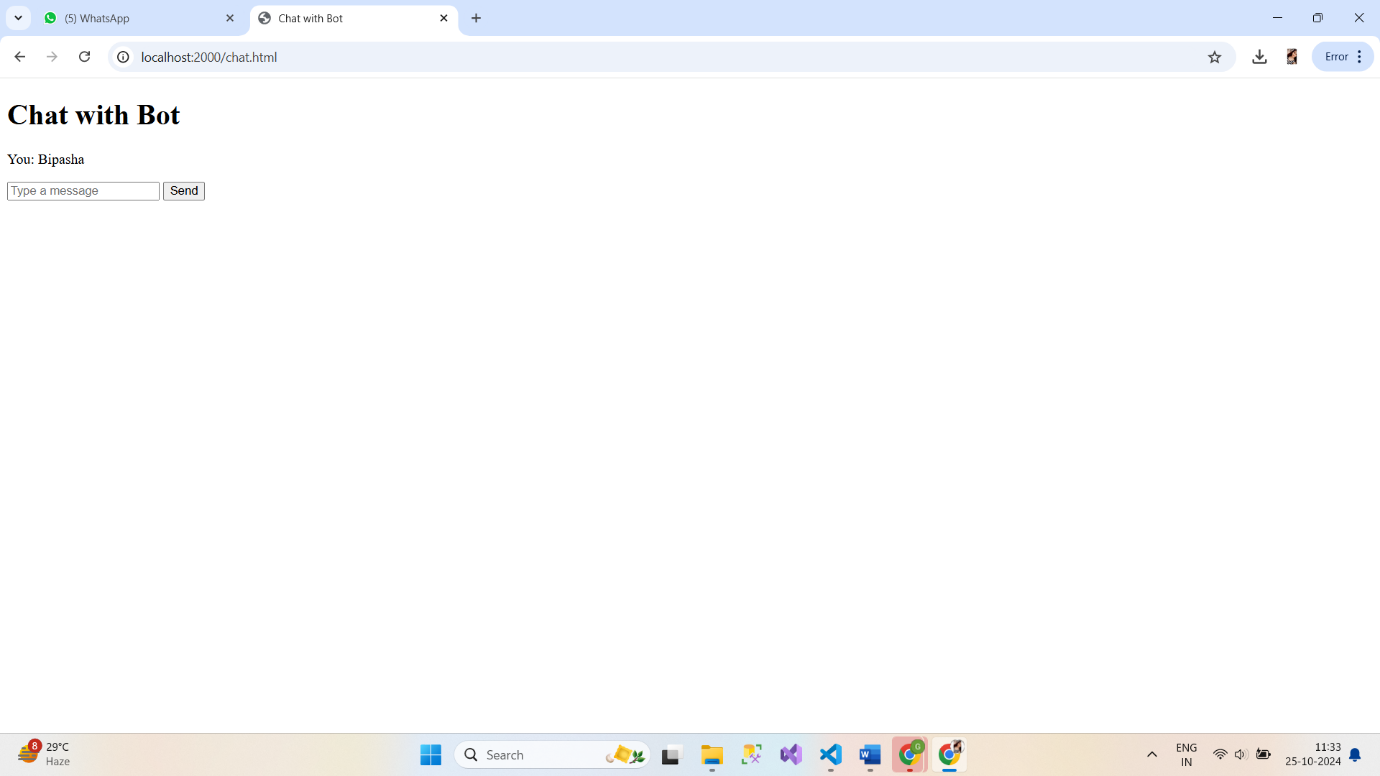 (5) WhatsApp
Chat with Bot
localhost:2000/chat.html
Error
Chat with Bot
You: Bipasha
Type a message Send
8
29°C
Haze
Search
G
ENG
IN
11:33
25-10-2024